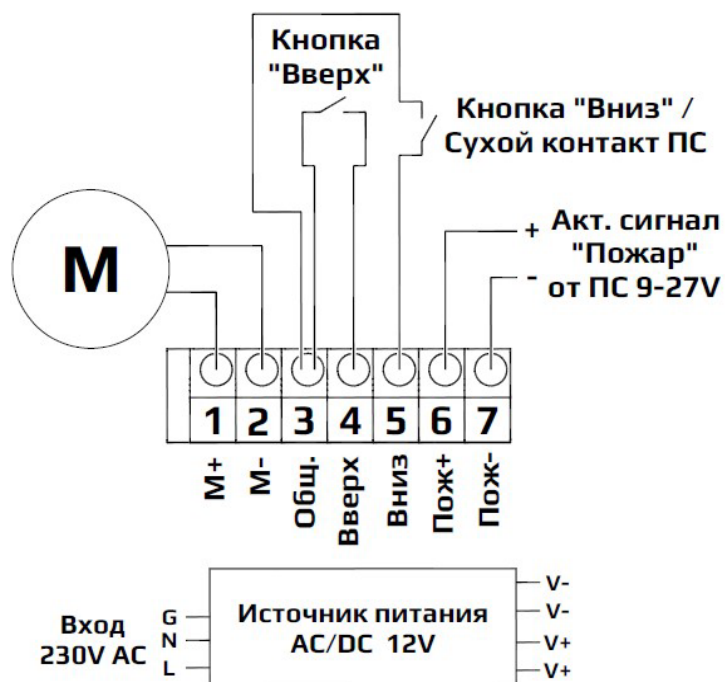 Кнопка
"Вверх"
Кнопка "Вниз" /
Сухой контакт ПС
+ Акт. сигнал
"Пожар"
- от ПС 9-27V
M
1 2 3 4 5 6 7
М+
М-
Общ.
Вверх
Вниз
Пож+
Пож-
Вход
230V AC
G
N
L
Источник питания
AC/DC 12V
V-
V-
V+
V+